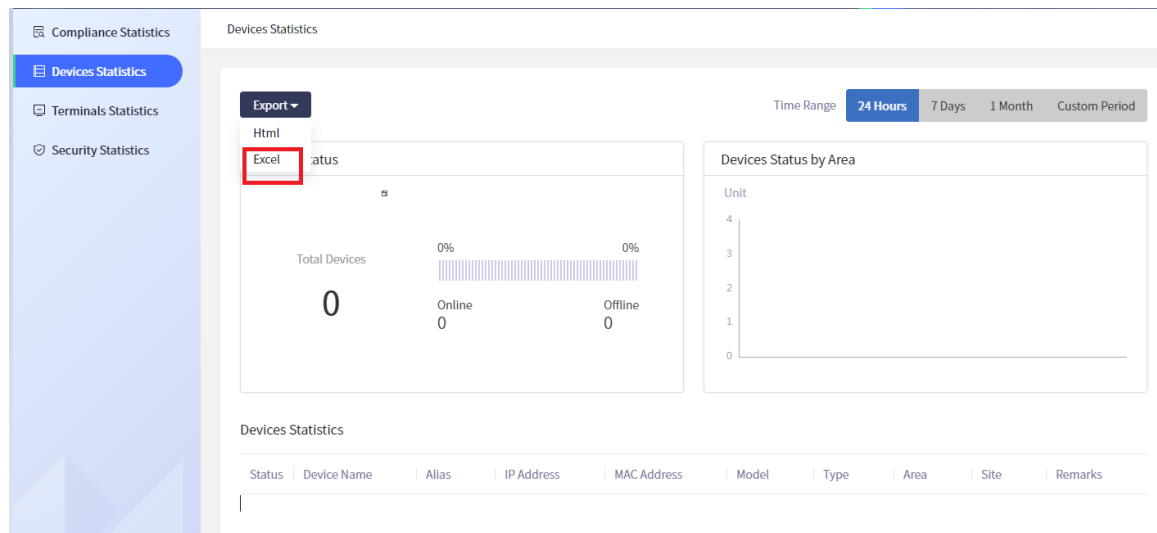 Compliance Statistics
Devices Statistics
Terminals Statistics
Security Statistics
Devices Statistics
Export
Html
Excel
Time Range 24 Hours 7 Days 1 Month Custom Period
tatus
Total Devices
0
0% 0%
Online Offline
0 0
Devices Status by Area
Unit
4
3
2
1
0
Devices Statistics
Status Device Name Alias IP Address MAC Address Model Type Area Site Remarks